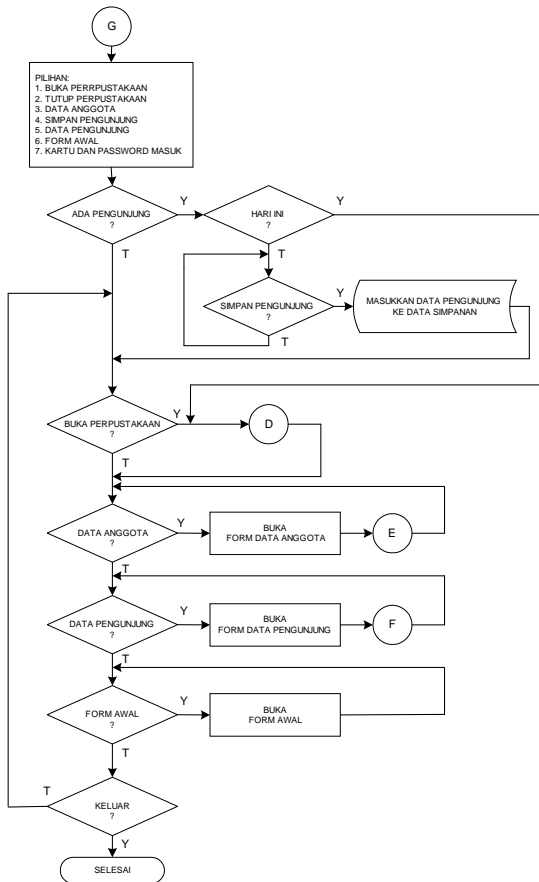 G
PILIHAN:
1. BUKA PERRPUSTAKAAN
2. TUTUP PERPUSTAKAAN
3. DATA ANGGOTA
4. SIMPAN PENGUNJUNG
5. DATA PENGUNJUNG
6. FORM AWAL
7. KARTU DAN PASSWORD MASUK
ADA PENGUNJUNG
?
Y
HARI INI
?
Y
T
T
SIMPAN PENGUNJUNG
?
Y
MASUKKAN DATA PENGUNJUNG
KE DATA SIMPANAN
T
BUKA PERPUSTAKAAN
?
Y
D
T
DATA ANGGOTA
?
Y
BUKA
FORM DATA ANGGOTA
E
T
DATA PENGUNJUNG
?
Y
BUKA
FORM DATA PENGUNJUNG
F
T
FORM AWAL
?
Y
BUKA
FORM AWAL
T
KELUAR
?
T
Y
SELESAI